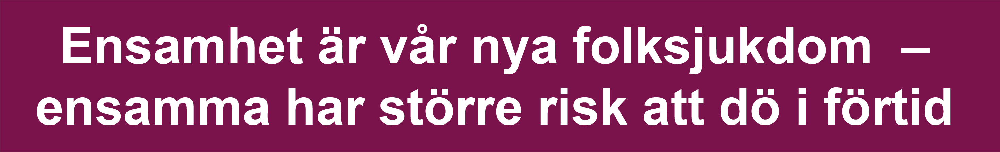 Ensamhet är vår nya folksjukdom –
ensamma har större risk att dö i förtid